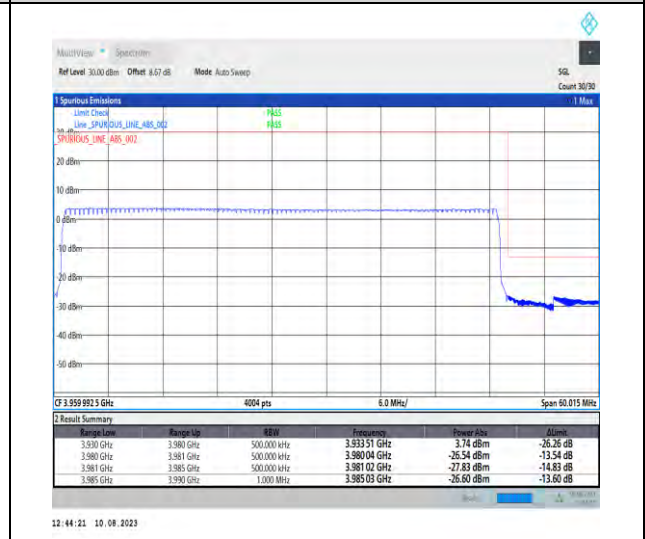 MultiView Spectrum
Ref Level 30.00 dBm Offset 8.67 dB Mode Auto Sweep SGL
Count 30/30
1 Spurious Emissions 1 Max
Limit Check PASS
Line _SPURIOUS_LINE_ABS_002 PASS
_SPURIOUS_LINE_ABS_002
20 dBm
10 dBm
0 dBm
-10 dBm
-20 dBm
-30 dBm
-40 dBm
-50 dBm
CF 3.959 992 5 GHz 4004 pts 6.0 MHz/ Span 60.015 MHz
2 Result Summary
Range Low Range Up RBW Frequency Power Abs ΔLimit
3.930 GHz 3.980 GHz 500.000 kHz 3.933 51 GHz 3.74 dBm -26.26 dB
3.980 GHz 3.981 GHz 500.000 kHz 3.980 04 GHz -26.54 dBm -13.54 dB
3.981 GHz 3.985 GHz 500.000 kHz 3.981 02 GHz -27.83 dBm -14.83 dB
3.985 GHz 3.990 GHz 1.000 MHz 3.985 03 GHz -26.60 dBm -13.60 dB
12:44:21 10.08.2023